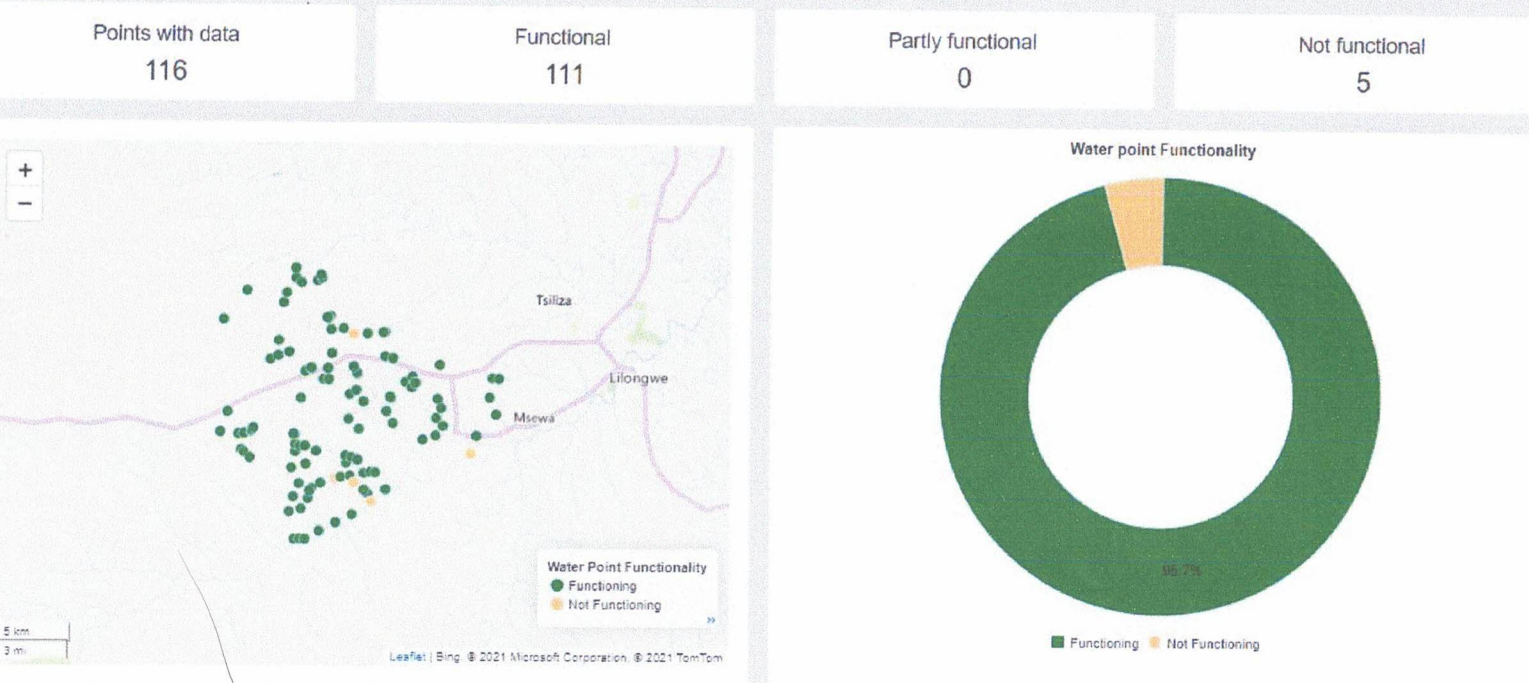 Points with data
116
Functional
111
Partly functional
0
Not functional
5
+
−
Tsiliza
Lilongwe
Msewa
Water Point Functionality
Functioning
Not Functioning
»
5 km
3 mi
Leaflet | Bing, © 2021 Microsoft Corporation, © 2021 TomTom
Water point Functionality
95.7%
Functioning
Not Functioning